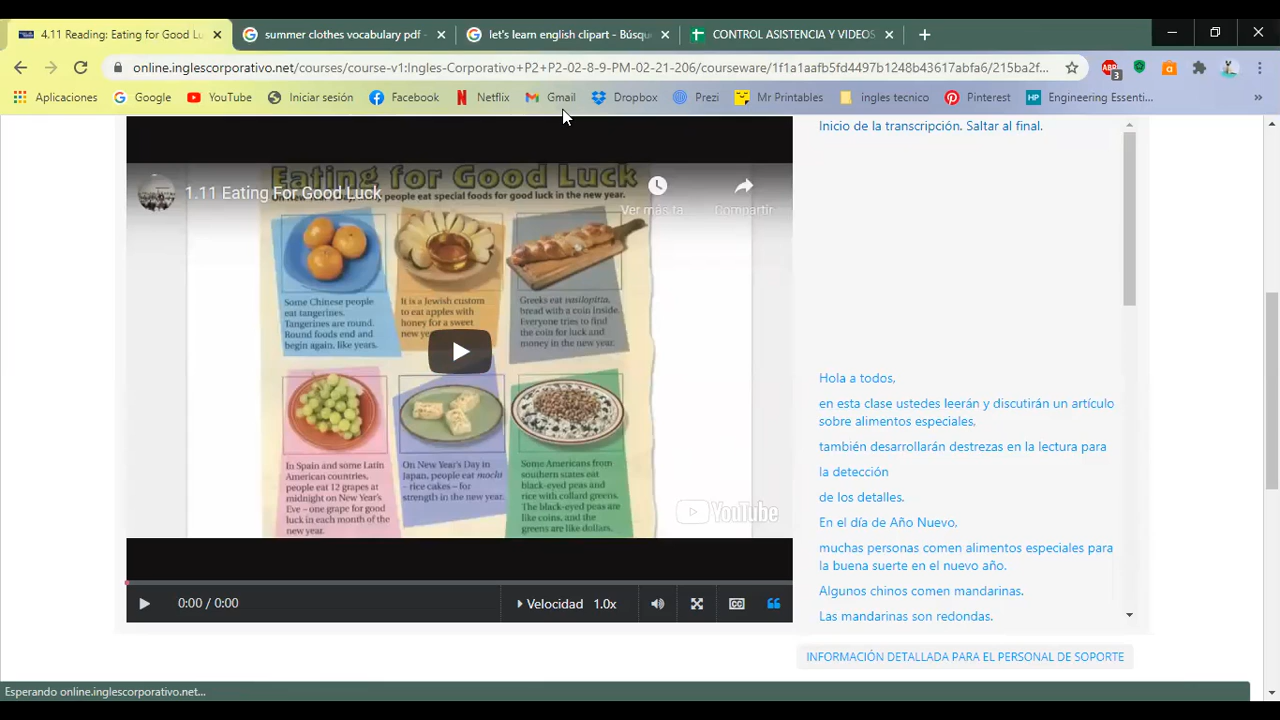 4.11 Reading: Eating for Good Lu
summer clothes vocabulary pdf -
let's learn english clipart - Búsqu
CONTROL ASISTENCIA Y VIDEOS
online.inglescorporativo.net/courses/course-v1:Ingles-Corporativo+P2+P2-02-8-9-PM-02-21-206/courseware/1f1a1aafb5fd4497b1248b43617abfa6/215ba2f...
ABP
3
Aplicaciones
Google
YouTube
Iniciar sesión
Facebook
Netflix
Gmail
Dropbox
Prezi
Mr Printables
ingles tecnico
Pinterest
Engineering Essenti...
Eating for Good Luck
people eat special foods for good luck in the new year.
1.11 Eating For Good Luck
Ver más ta...
Compartir
Some Chinese people
eat tangerines.
Tangerines are round.
Round foods end and
begin again, like years.
It is a Jewish custom
to eat apples with
honey for a sweet
new
Greeks eat vasilopitta,
bread with a coin inside.
Everyone tries to find
the coin for luck and
money in the new year.
In Spain and some Latin
American countries,
people eat 12 grapes at
midnight on New Year's
Eve – one grape for good
luck in each month of the
new year.
On New Year's Day in
Japan, people eat mochi
– rice cakes – for
strength in the new year.
Some Americans from
southern states eat
black-eyed peas and
rice with collard greens.
The black-eyed peas are
like coins, and the
greens are like dollars.
YouTube
0:00 / 0:00
Velocidad 1.0x
Inicio de la transcripción. Saltar al final.
Hola a todos,
en esta clase ustedes leerán y discutirán un artículo
sobre alimentos especiales,
también desarrollarán destrezas en la lectura para
la detección
de los detalles.
En el día de Año Nuevo,
muchas personas comen alimentos especiales para
la buena suerte en el nuevo año.
Algunos chinos comen mandarinas.
Las mandarinas son redondas.
INFORMACIÓN DETALLADA PARA EL PERSONAL DE SOPORTE
Esperando online.inglescorporativo.net...